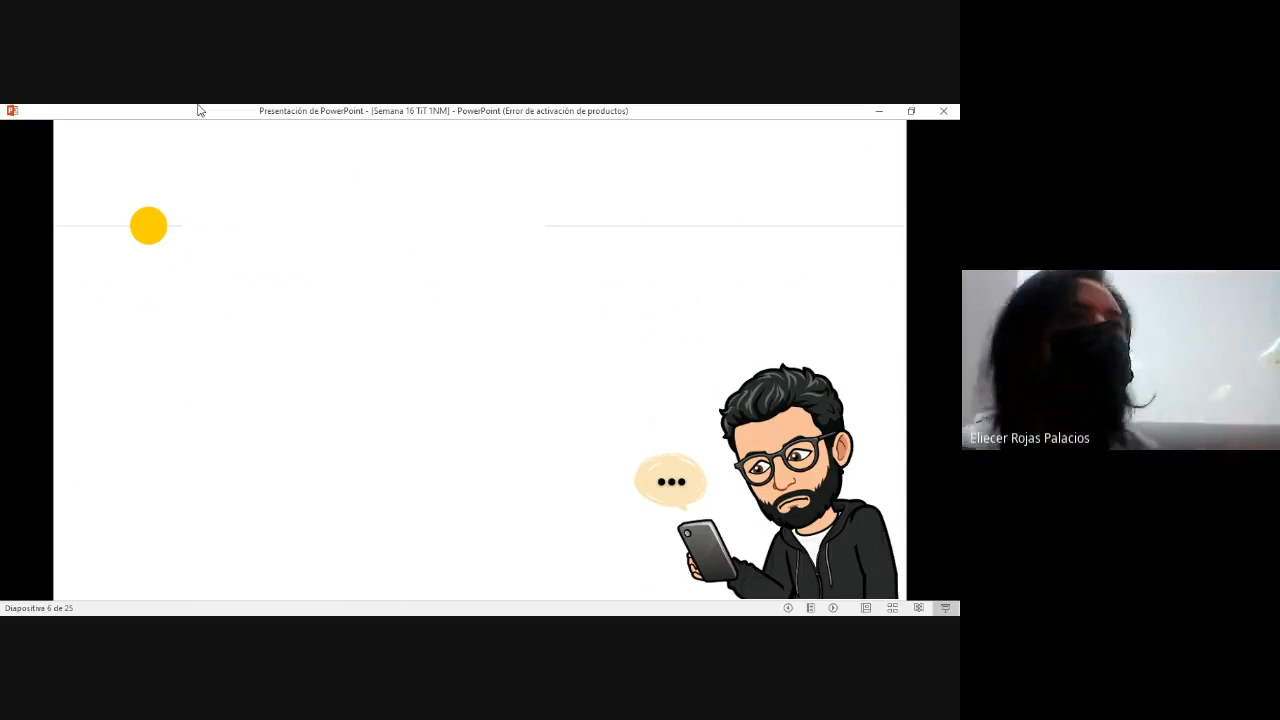 Presentación de PowerPoint - [Semana 16 TiT 1NM] - PowerPoint (Error de activación de productos)
Eliecer Rojas Palacios
Diapositiva 6 de 25